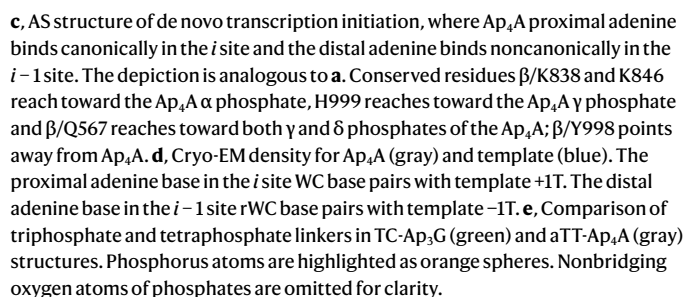 c, AS structure of de novo transcription initiation, where Ap₄A proximal adenine
binds canonically in the i site and the distal adenine binds noncanonically in the
i − 1 site. The depiction is analogous to a. Conserved residues β/K838 and K846
reach toward the Ap₄A α phosphate, H999 reaches toward the Ap₄A γ phosphate
and β/Q567 reaches toward both γ and δ phosphates of the Ap₄A; β/Y998 points
away from Ap₄A. d, Cryo-EM density for Ap₄A (gray) and template (blue). The
proximal adenine base in the i site WC base pairs with template +1T. The distal
adenine base in the i − 1 site rWC base pairs with template −1T. e, Comparison of
triphosphate and tetraphosphate linkers in TC-Ap₃G (green) and aTT-Ap₄A (gray)
structures. Phosphorus atoms are highlighted as orange spheres. Nonbridging
oxygen atoms of phosphates are omitted for clarity.